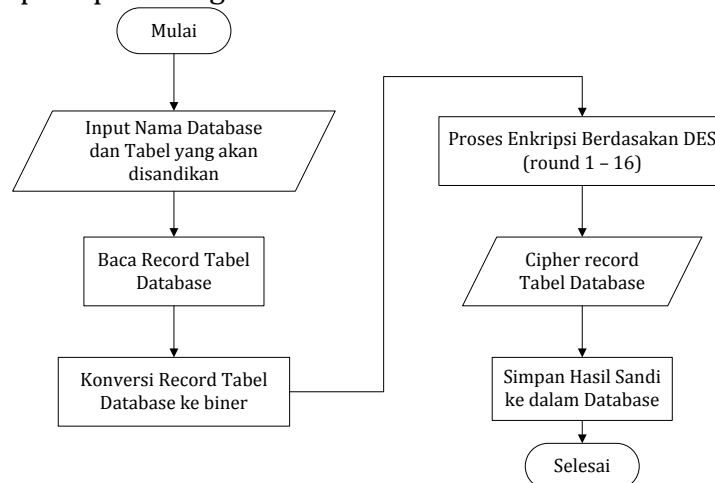 Mulai
Input Nama Database
dan Tabel yang akan
disandikan
Baca Record Tabel
Database
Konversi Record Tabel
Database ke biner
Proses Enkripsi Berdasakan DES
(round 1 – 16)
Cipher record
Tabel Database
Simpan Hasil Sandi
ke dalam Database
Selesai